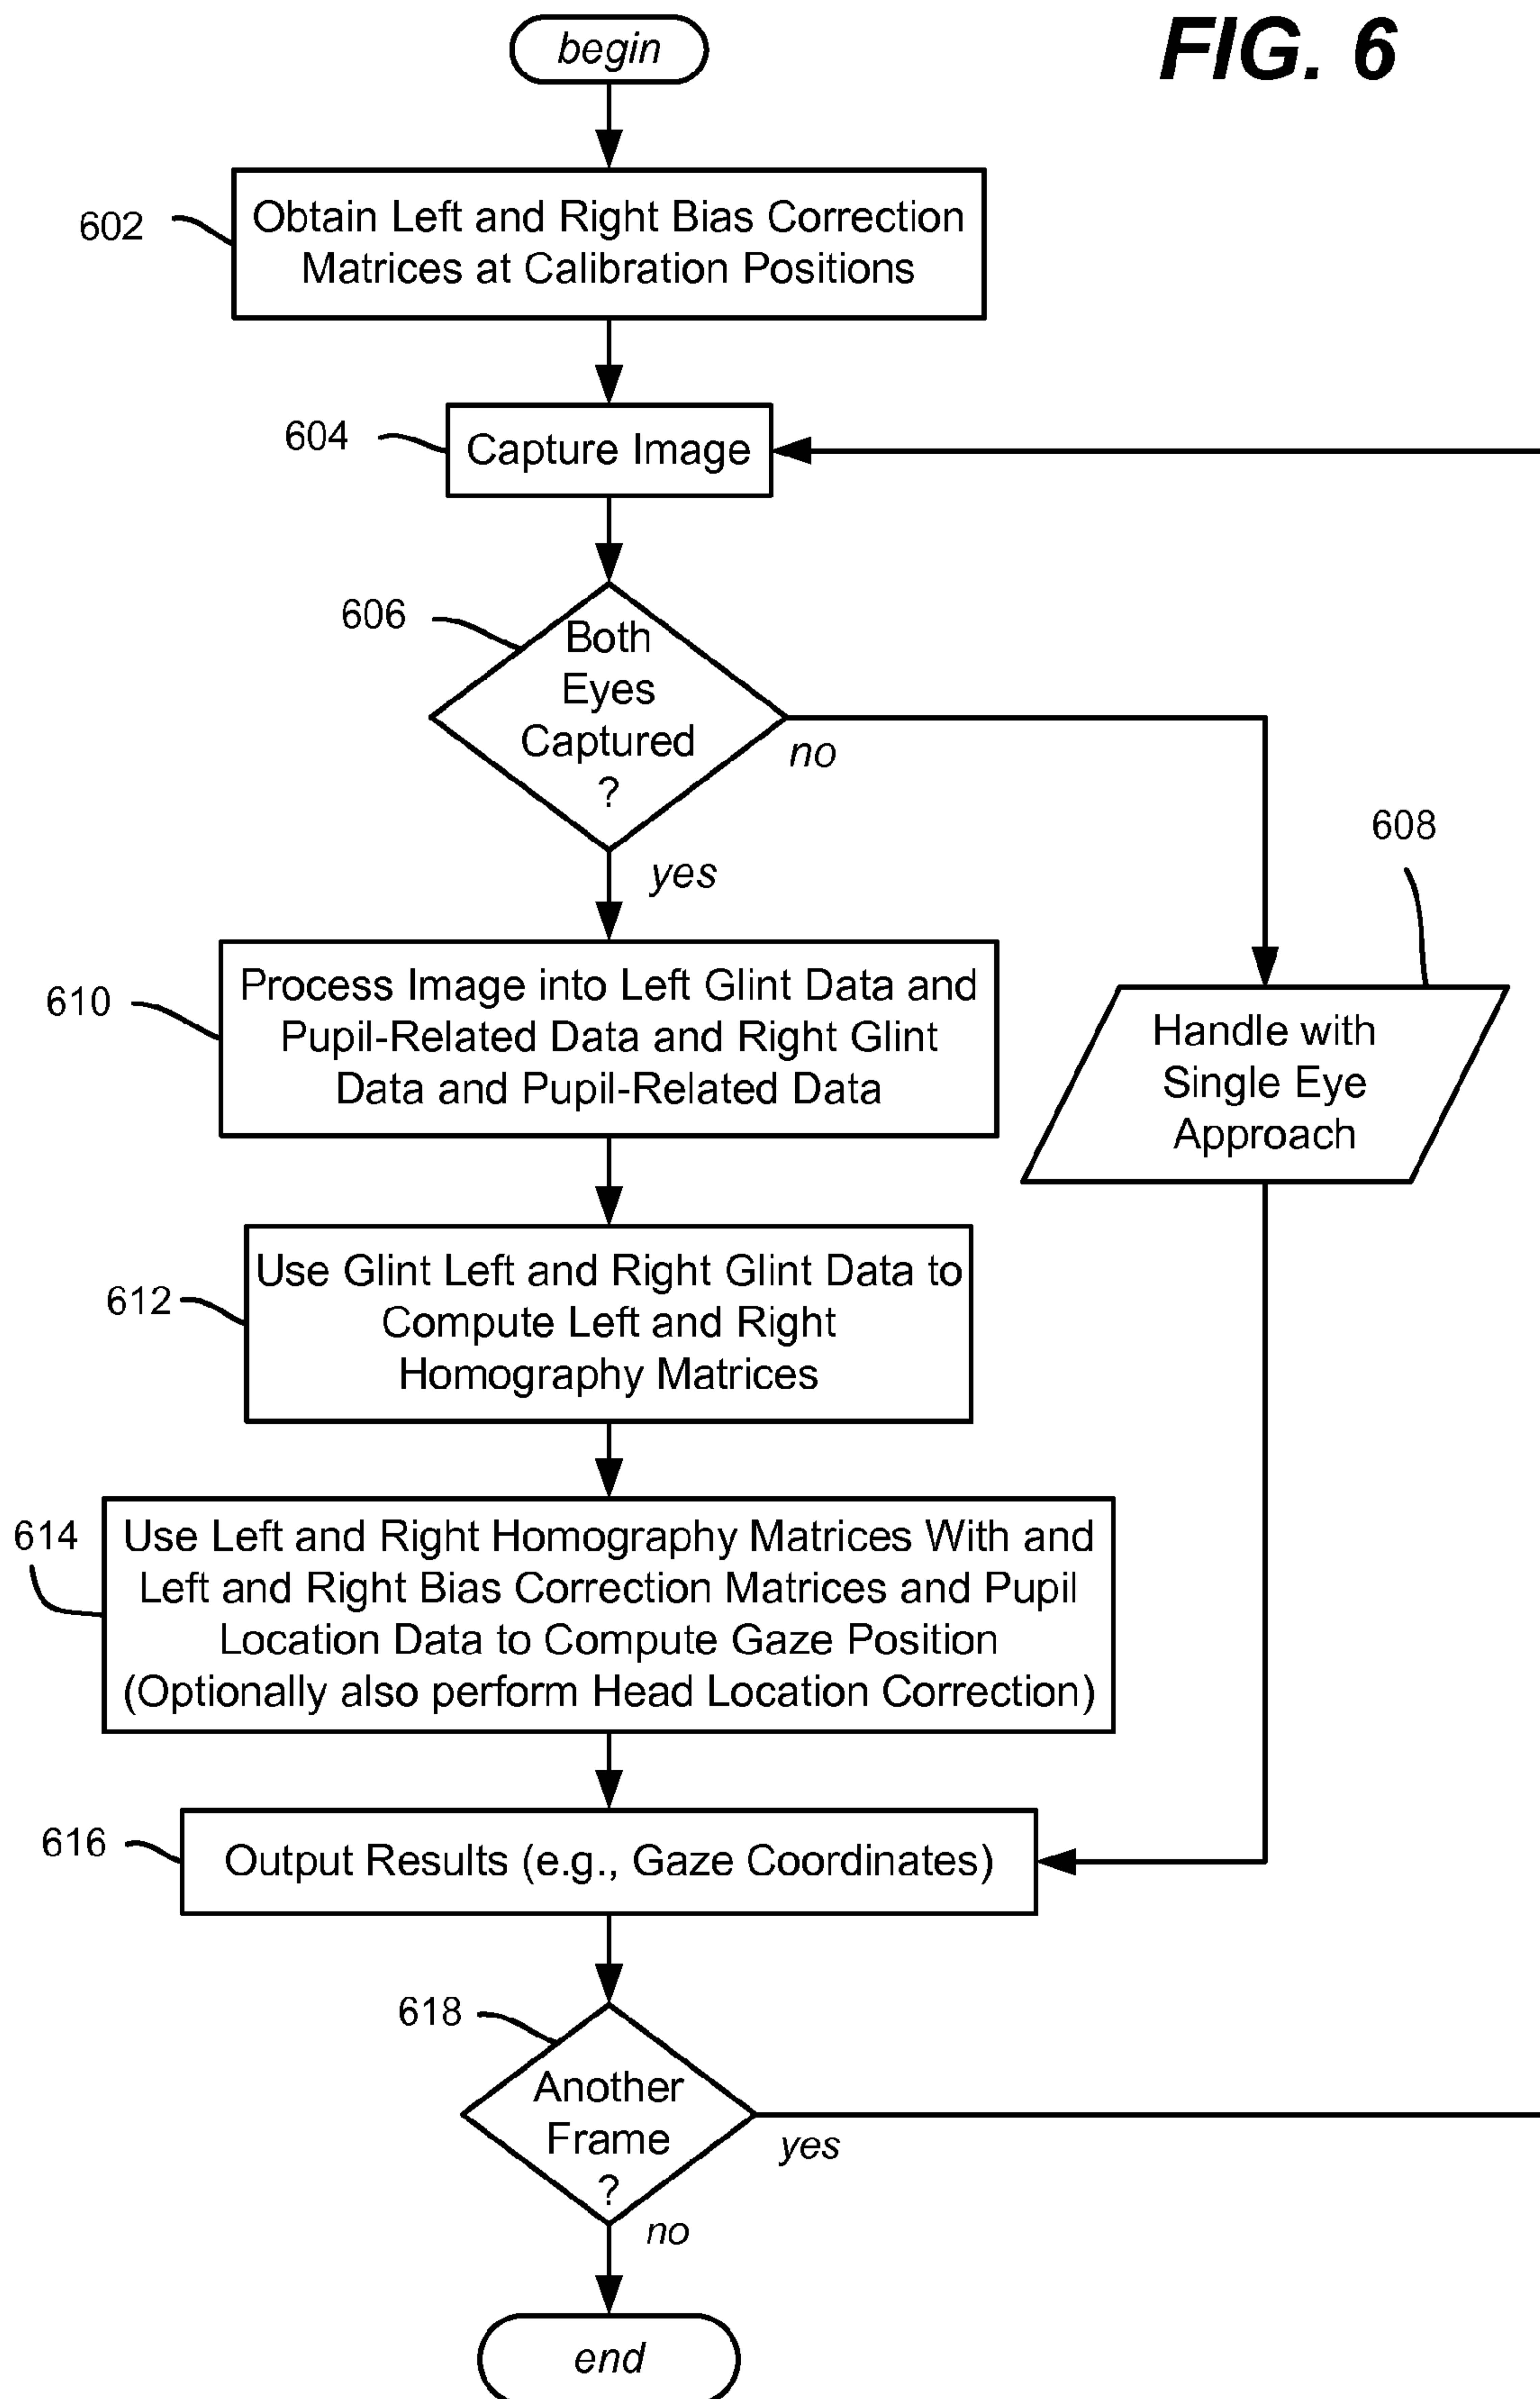 begin
FIG. 6
602
Obtain Left and Right Bias Correction
Matrices at Calibration Positions
604
Capture Image
606
Both
Eyes
Captured
?
no
yes
608
Handle with
Single Eye
Approach
610
Process Image into Left Glint Data and
Pupil-Related Data and Right Glint
Data and Pupil-Related Data
612
Use Glint Left and Right Glint Data to
Compute Left and Right
Homography Matrices
614
Use Left and Right Homography Matrices With and
Left and Right Bias Correction Matrices and Pupil
Location Data to Compute Gaze Position
(Optionally also perform Head Location Correction)
616
Output Results (e.g., Gaze Coordinates)
618
Another
Frame
?
yes
no
end